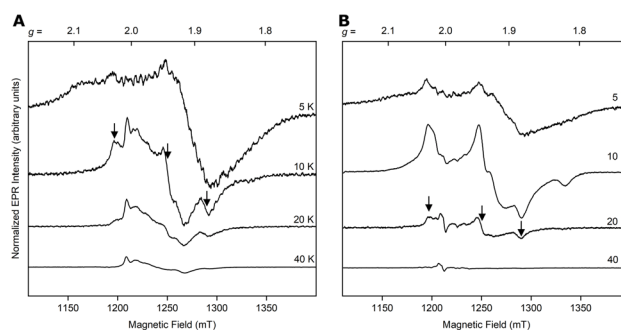 A
g = 2.1 2.0 1.9 1.8
Normalized EPR Intensity (arbitrary units)
5 K
10 K
20 K
40 K
1150 1200 1250 1300 1350
Magnetic Field (mT)
B
g = 2.1 2.0 1.9 1.8
5
10
20
40
1150 1200 1250 1300 1350 1400
Magnetic Field (mT)